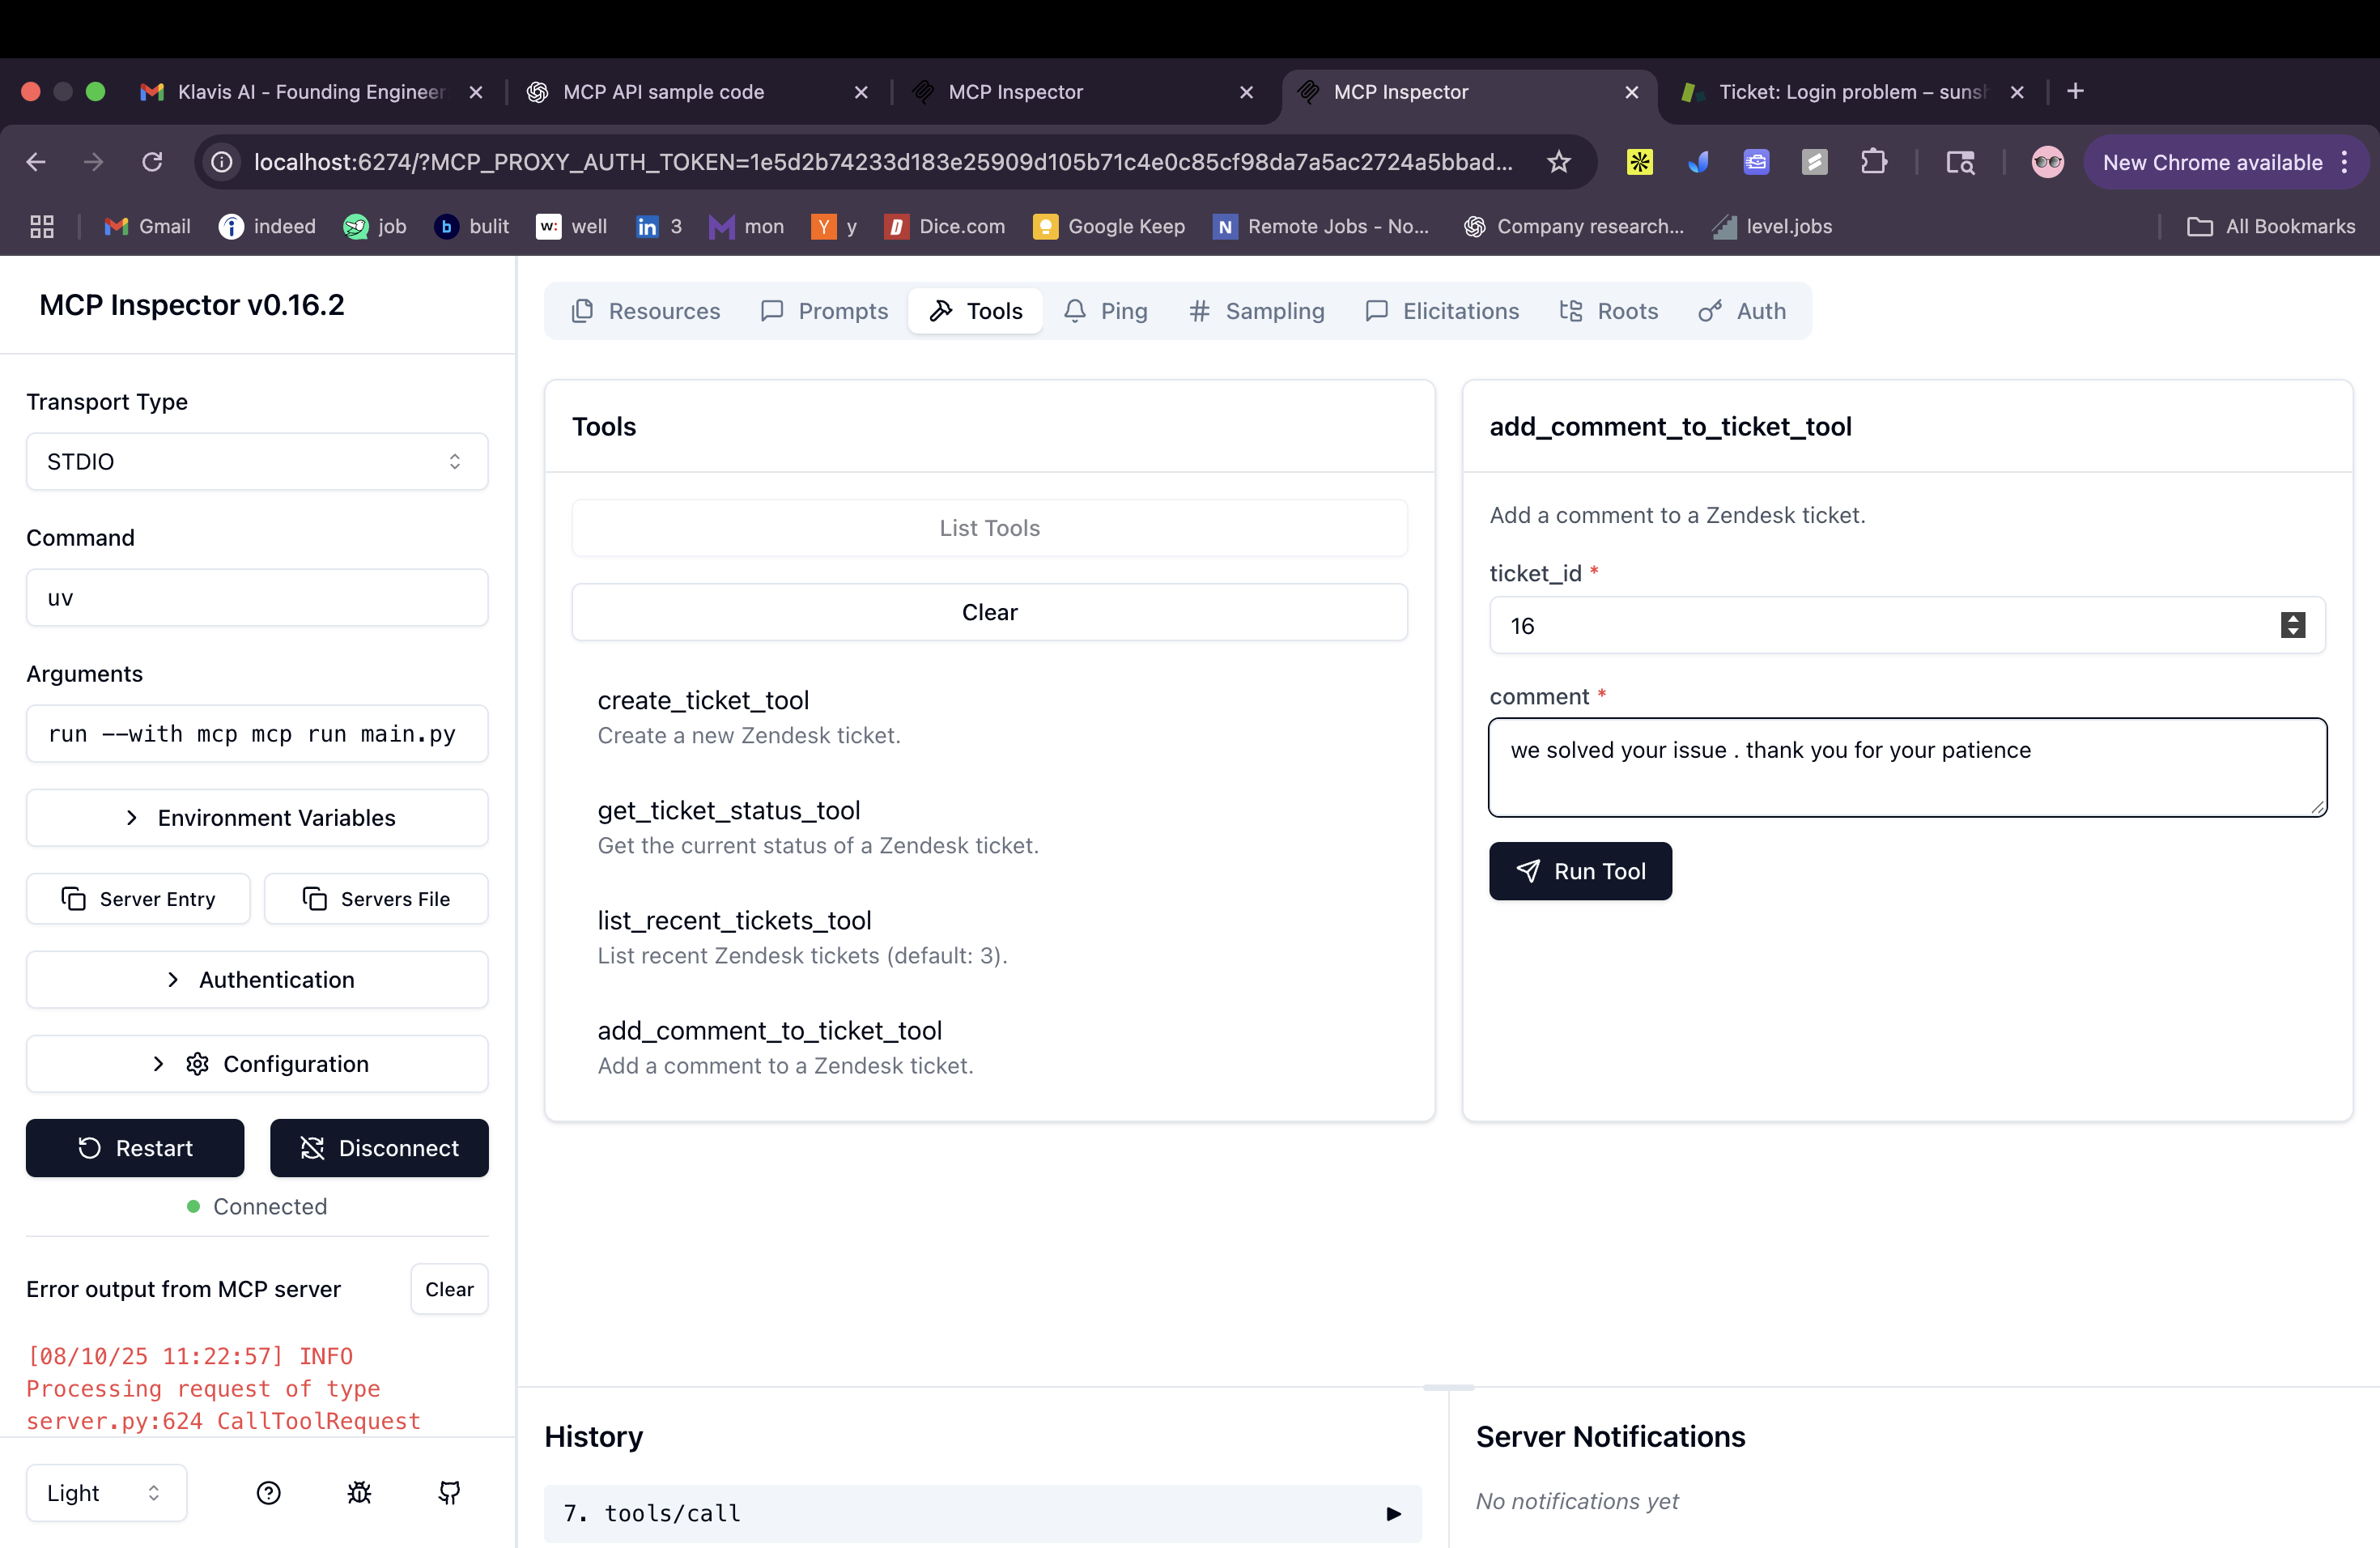 Klavis AI - Founding Engineer
MCP API sample code
MCP Inspector
MCP Inspector
Ticket: Login problem – suns
localhost:6274/?MCP_PROXY_AUTH_TOKEN=1e5d2b74233d183e25909d105b71c4e0c85cf98da7a5ac2724a5bbad...
New Chrome available
Gmail
indeed
job
b
bulit
w:
well
in
3
mon
Y
y
D
Dice.com
Google Keep
N
Remote Jobs - No...
Company research...
level.jobs
All Bookmarks
MCP Inspector v0.16.2
Transport Type
STDIO
Command
uv
Arguments
run --with mcp mcp run main.py
Environment Variables
Server Entry
Servers File
Authentication
Configuration
Restart
Disconnect
Connected
Error output from MCP server
Clear
[08/10/25 11:22:57] INFO
Processing request of type
server.py:624 CallToolRequest
Light
Resources
Prompts
Tools
Ping
Sampling
Elicitations
Roots
Auth
Tools
List Tools
Clear
create_ticket_tool
Create a new Zendesk ticket.
get_ticket_status_tool
Get the current status of a Zendesk ticket.
list_recent_tickets_tool
List recent Zendesk tickets (default: 3).
add_comment_to_ticket_tool
Add a comment to a Zendesk ticket.
add_comment_to_ticket_tool
Add a comment to a Zendesk ticket.
ticket_id *
16
comment *
we solved your issue . thank you for your patience
Run Tool
History
7. tools/call
Server Notifications
No notifications yet